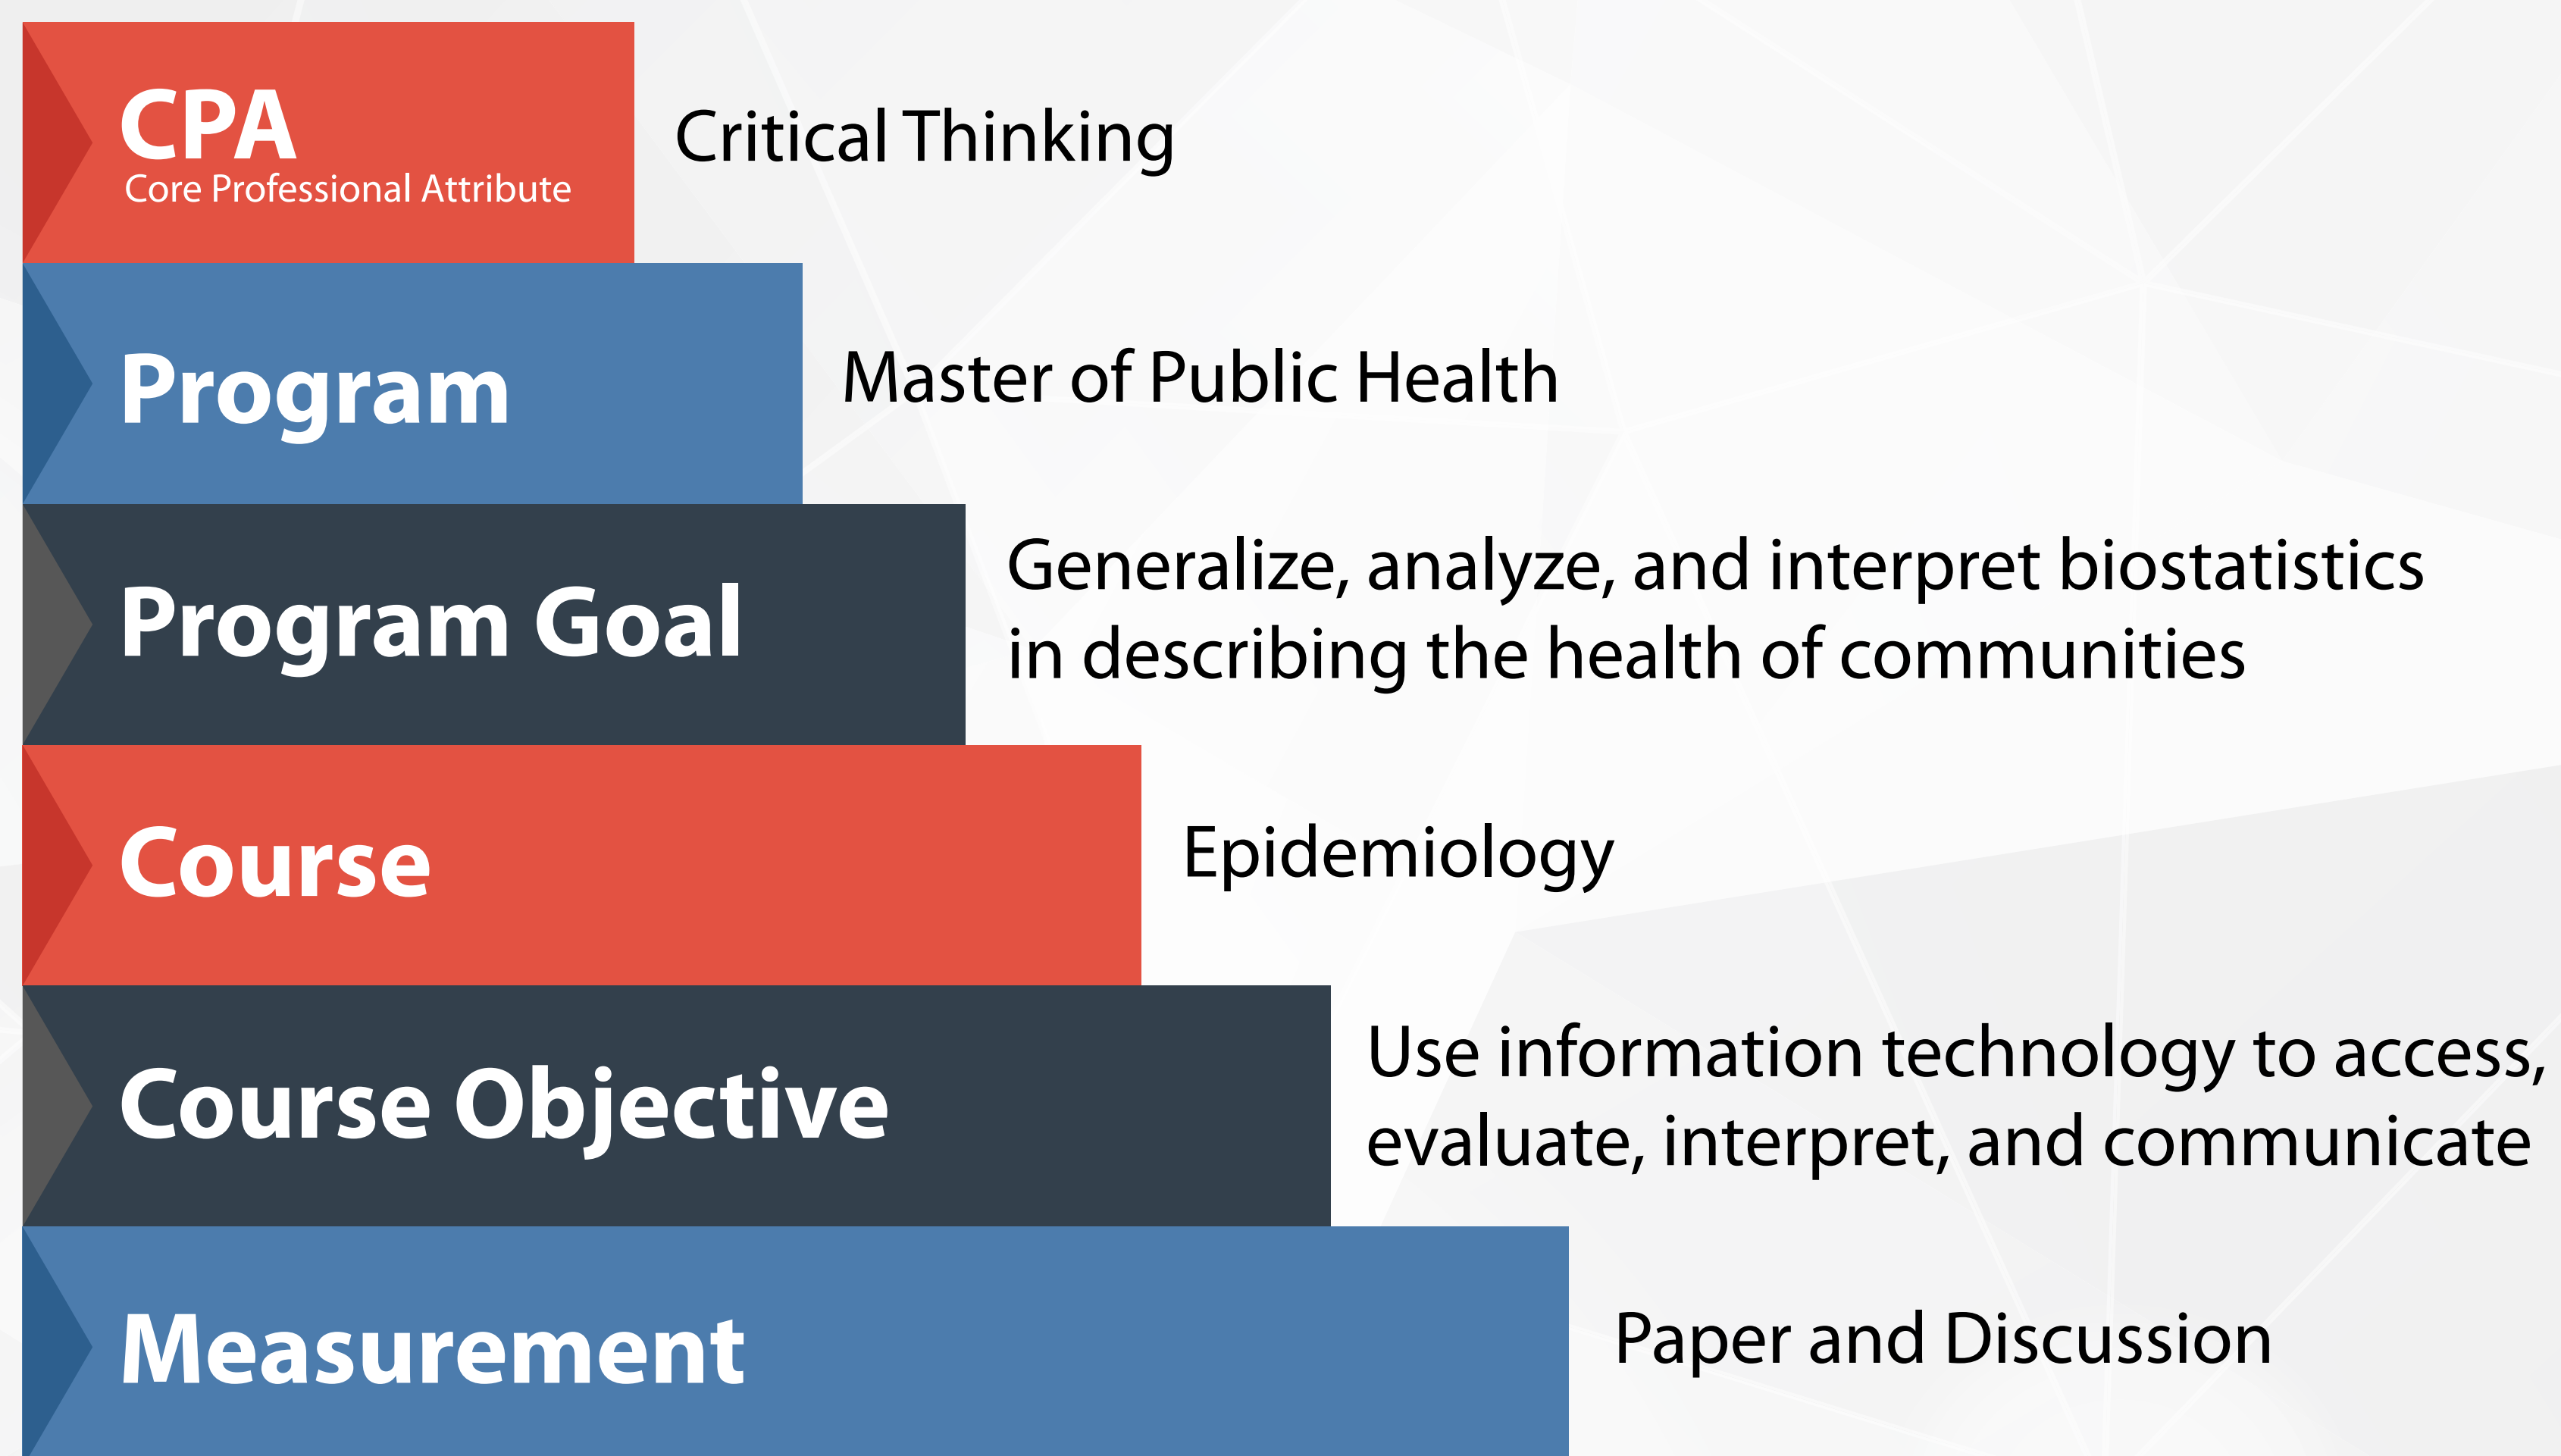 CPA
Core Professional Attribute
Critical Thinking
Program
Master of Public Health
Program Goal
Generalize, analyze, and interpret biostatistics
in describing the health of communities
Course
Epidemiology
Course Objective
Use information technology to access,
evaluate, interpret, and communicate
Measurement
Paper and Discussion